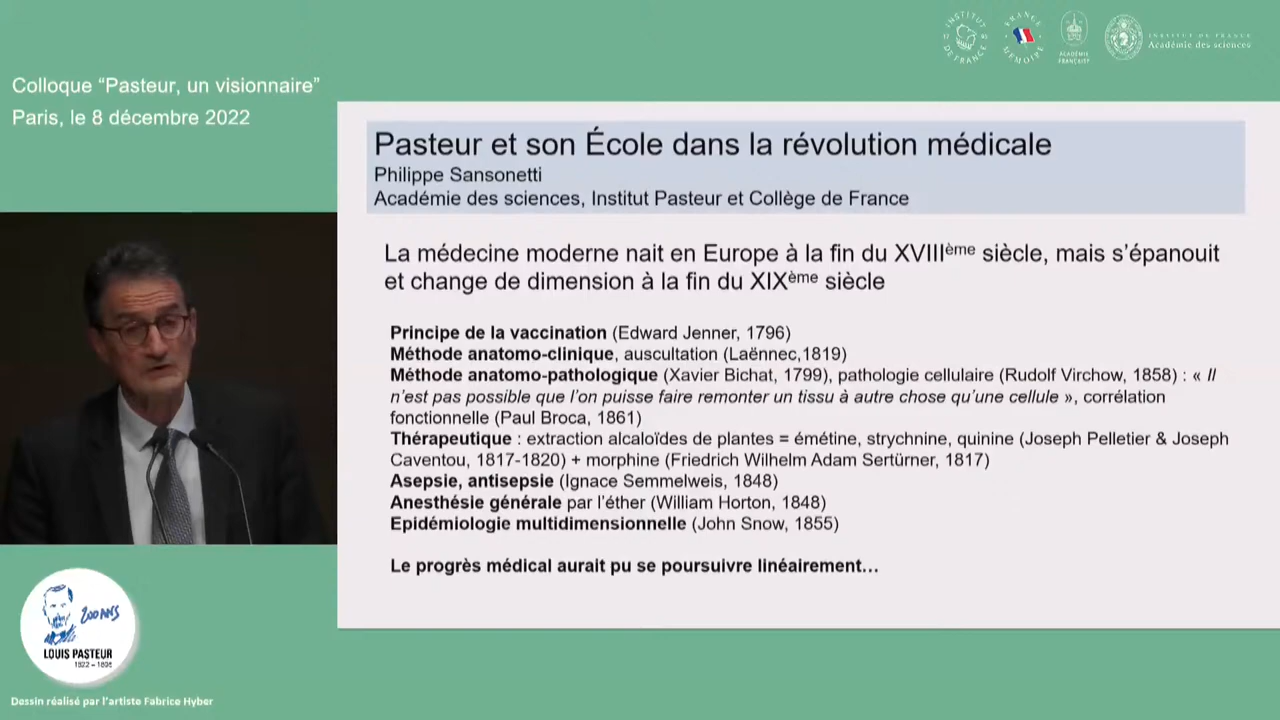 INSTITUT DE FRANCE
FRANCE MÉMOIRE
ACADÉMIE
FRANÇAISE
INSTITUT DE FRANCE
Académie des sciences
Colloque “Pasteur, un visionnaire”
Paris, le 8 décembre 2022
Pasteur et son École dans la révolution médicale
Philippe Sansonetti
Académie des sciences, Institut Pasteur et Collège de France
La médecine moderne nait en Europe à la fin du XVIIIème siècle, mais s’épanouit
et change de dimension à la fin du XIXème siècle
Principe de la vaccination (Edward Jenner, 1796)
Méthode anatomo-clinique, auscultation (Laënnec,1819)
Méthode anatomo-pathologique (Xavier Bichat, 1799), pathologie cellulaire (Rudolf Virchow, 1858) : « Il
n’est pas possible que l’on puisse faire remonter un tissu à autre chose qu’une cellule », corrélation
fonctionnelle (Paul Broca, 1861)
Thérapeutique : extraction alcaloïdes de plantes = émétine, strychnine, quinine (Joseph Pelletier & Joseph
Caventou, 1817-1820) + morphine (Friedrich Wilhelm Adam Sertürner, 1817)
Asepsie, antisepsie (Ignace Semmelweis, 1848)
Anesthésie générale par l’éther (William Horton, 1848)
Epidémiologie multidimensionnelle (John Snow, 1855)
Le progrès médical aurait pu se poursuivre linéairement…
200 ANS
LOUIS PASTEUR
1822 – 1895
Dessin réalisé par l'artiste Fabrice Hyber